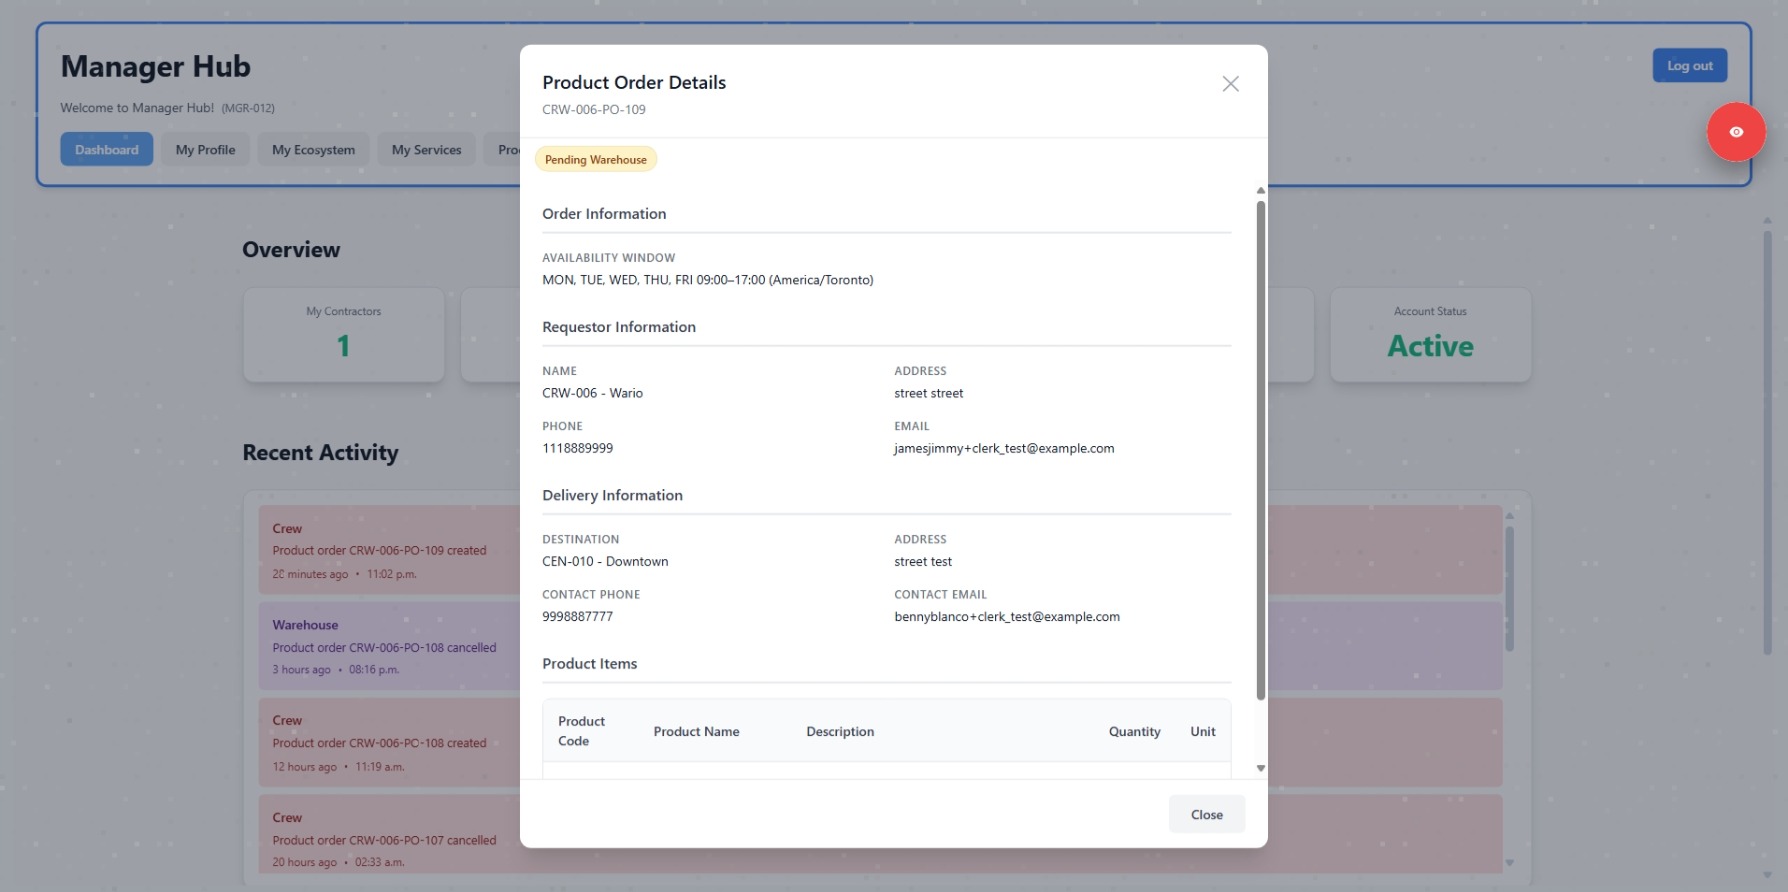 Manager Hub
Welcome to Manager Hub! (MGR-012)
Log out
Dashboard
My Profile
My Ecosystem
My Services
Overview
My Contractors
1
Account Status
Active
Recent Activity
Crew
Product order CRW-006-PO-109 created
28 minutes ago • 11:02 p.m.
Warehouse
Product order CRW-006-PO-108 cancelled
3 hours ago • 08:16 p.m.
Crew
Product order CRW-006-PO-108 created
12 hours ago • 11:19 a.m.
Crew
Product order CRW-006-PO-107 cancelled
20 hours ago • 02:33 a.m.
Product Order Details
CRW-006-PO-109
Pending Warehouse
Order Information
AVAILABILITY WINDOW
MON, TUE, WED, THU, FRI 09:00–17:00 (America/Toronto)
Requestor Information
NAME
CRW-006 - Wario
ADDRESS
street street
PHONE
1118889999
EMAIL
jamesjimmy+clerk_test@example.com
Delivery Information
DESTINATION
CEN-010 - Downtown
ADDRESS
street test
CONTACT PHONE
9998887777
CONTACT EMAIL
bennyblanco+clerk_test@example.com
Product Items
Product Code
Product Name
Description
Quantity
Unit
Close